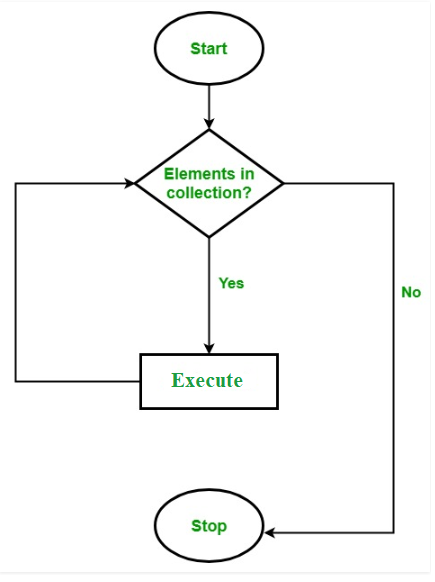 Start
Elements in
collection?
Yes
No
Execute
Stop